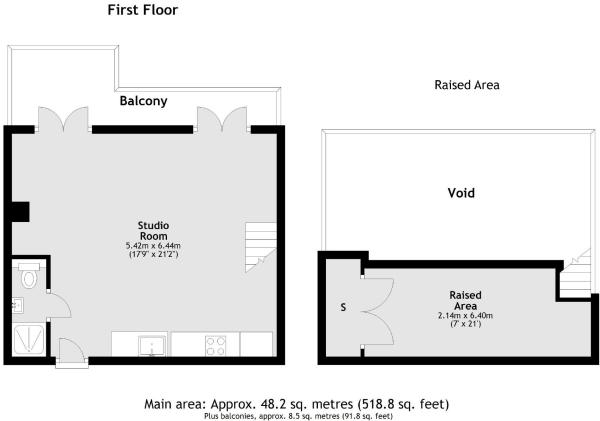 First Floor
Balcony
Raised Area
Void
Studio
Room
5.42m x 6.44m
(17'9" x 21'2")
S
Raised
Area
2.14m x 6.40m
(7' x 21')
Main area: Approx. 48.2 sq. metres (518.8 sq. feet)
Plus balconies, approx. 8.5 sq. metres (91.8 sq. feet)